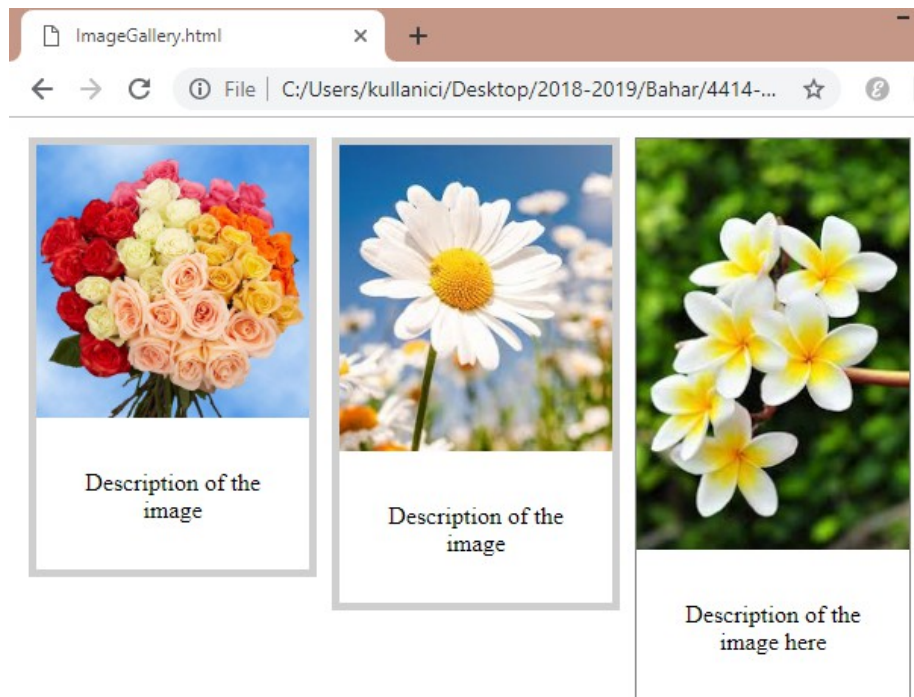 ImageGallery.html
File | C:/Users/kullanici/Desktop/2018-2019/Bahar/4414-...
Description of the
image
Description of the
image
Description of the
image here